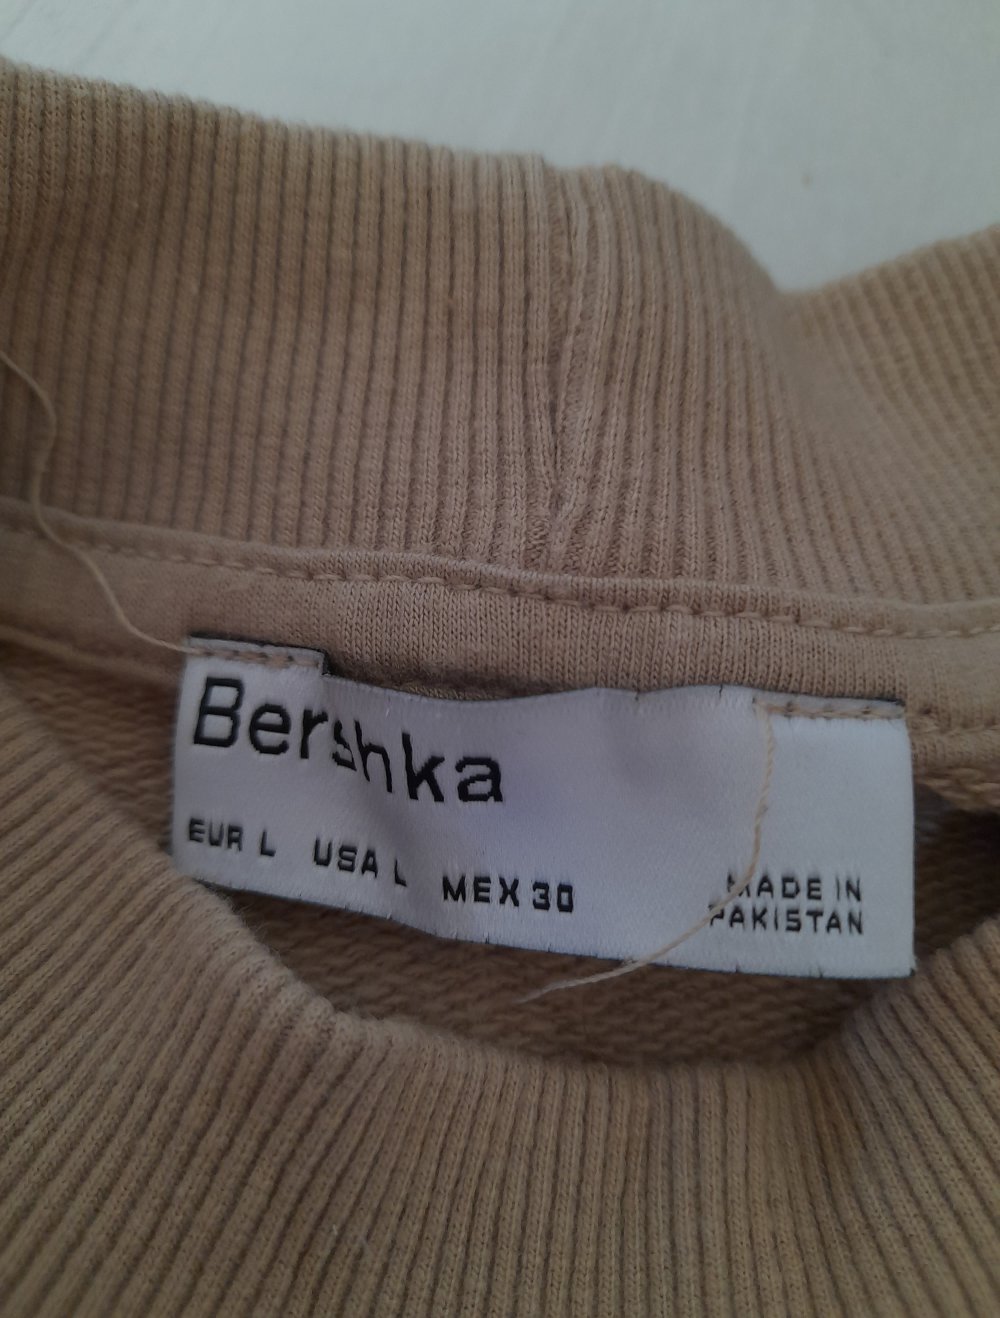 Bershka
EUR L USA L MEX 30
MADE IN
PAKISTAN